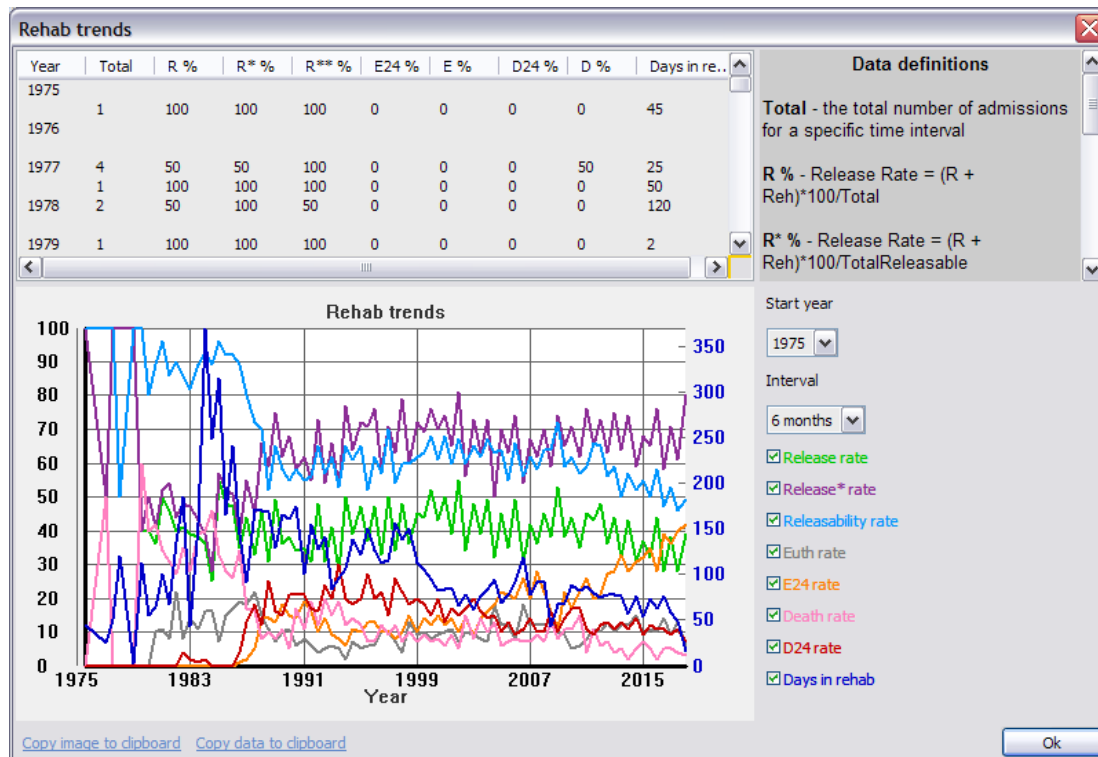 Rehab trends
Year Total R % R* % R** % E24 % E % D24 % D % Days in re..
1975
1 100 100 100 0 0 0 0 45
1976
1977 4 50 50 100 0 0 0 50 25
1 100 100 100 0 0 0 0 50
1978 2 50 100 50 0 0 0 0 120
1979 1 100 100 100 0 0 0 0 2
Data definitions
Total - the total number of admissions
for a specific time interval
R % - Release Rate = (R +
Reh)*100/Total
R* % - Release Rate = (R +
Reh)*100/TotalReleasable
Rehab trends
100
90
80
70
60
50
40
30
20
10
0
350
300
250
200
150
100
50
0
1975 1983 1991 1999 2007 2015
Year
Start year
1975
Interval
6 months
Release rate
Release* rate
Releasability rate
Euth rate
E24 rate
Death rate
D24 rate
Days in rehab
Copy image to clipboard Copy data to clipboard
Ok